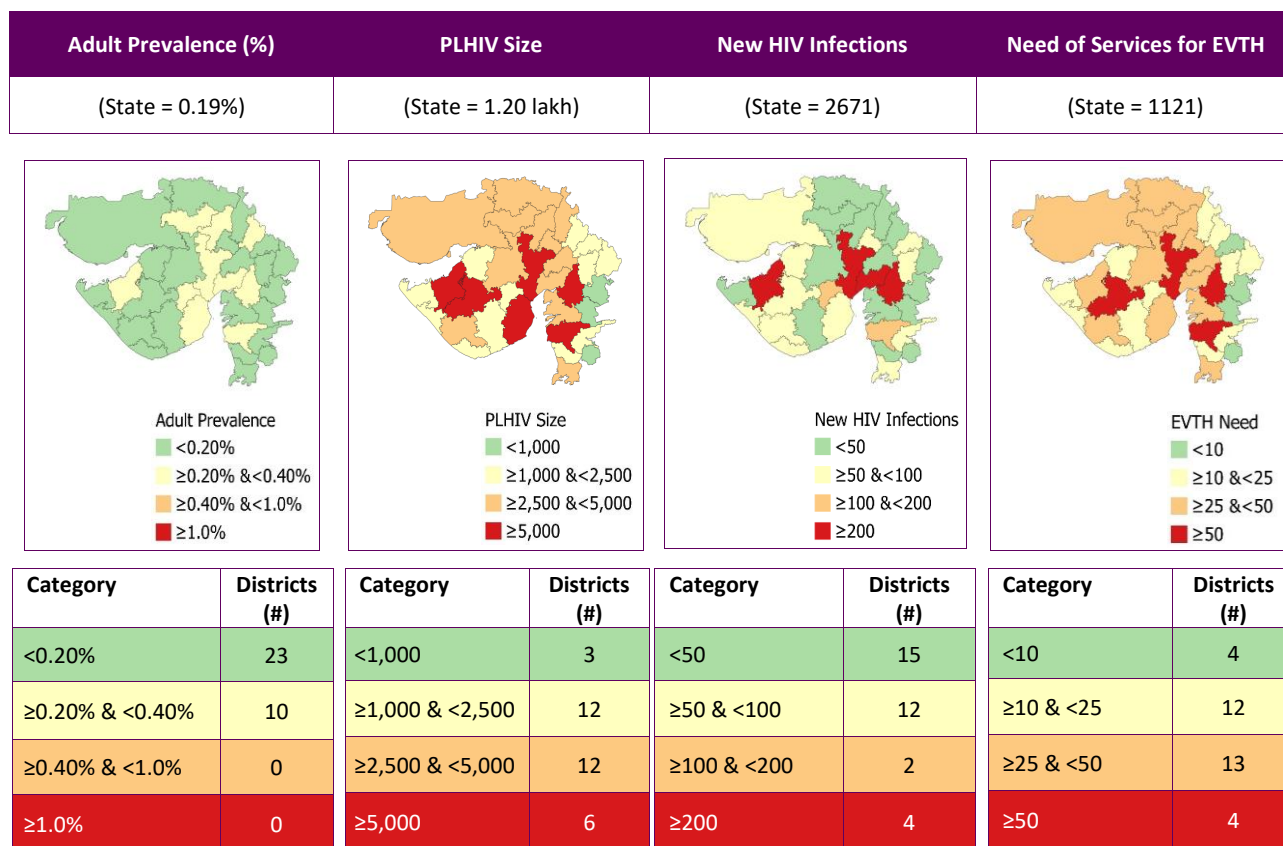 Adult Prevalence (%) PLHIV Size New HIV Infections Need of Services for EVTH
(State = 0.19%) (State = 1.20 lakh) (State = 2671) (State = 1121)
Adult Prevalence
<0.20%
≥0.20% &<0.40%
≥0.40% &<1.0%
≥1.0%
PLHIV Size
<1,000
≥1,000 &<2,500
≥2,500 &<5,000
≥5,000
New HIV Infections
<50
≥50 &<100
≥100 &<200
≥200
EVTH Need
<10
≥10 &<25
≥25 &<50
≥50
Category Districts (#)
<0.20% 23
≥0.20% & <0.40% 10
≥0.40% & <1.0% 0
≥1.0% 0
Category Districts (#)
<1,000 3
≥1,000 & <2,500 12
≥2,500 & <5,000 12
≥5,000 6
Category Districts (#)
<50 15
≥50 & <100 12
≥100 & <200 2
≥200 4
Category Districts (#)
<10 4
≥10 & <25 12
≥25 & <50 13
≥50 4